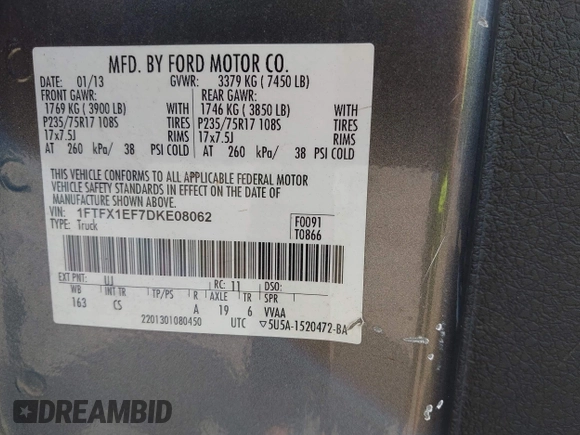 MFD. BY FORD MOTOR CO.
DATE: 01/13 GVWR: 3379 KG ( 7450 LB)
FRONT GAWR: REAR GAWR:
1769 KG ( 3900 LB) WITH 1746 KG ( 3850 LB) WITH
P235/75R17 108S TIRES P235/75R17 108S TIRES
17x7.5J RIMS 17x7.5J RIMS
AT 260 kPa/ 38 PSI COLD AT 260 kPa/ 38 PSI COLD
THIS VEHICLE CONFORMS TO ALL APPLICABLE FEDERAL MOTOR
VEHICLE SAFETY STANDARDS IN EFFECT ON THE DATE OF
MANUFACTURE SHOWN ABOVE.
VIN: 1FTFX1EF7DKE08062 F0091
TYPE: Truck T0866
EXT PNT: UJ RC: 11 DSO:
WB INT TR TP/PS R AXLE TR SPR
163 CS A 19 6 VVAA
2201301080450 UTC ▽5U5A-1520472-BA
DREAMBID